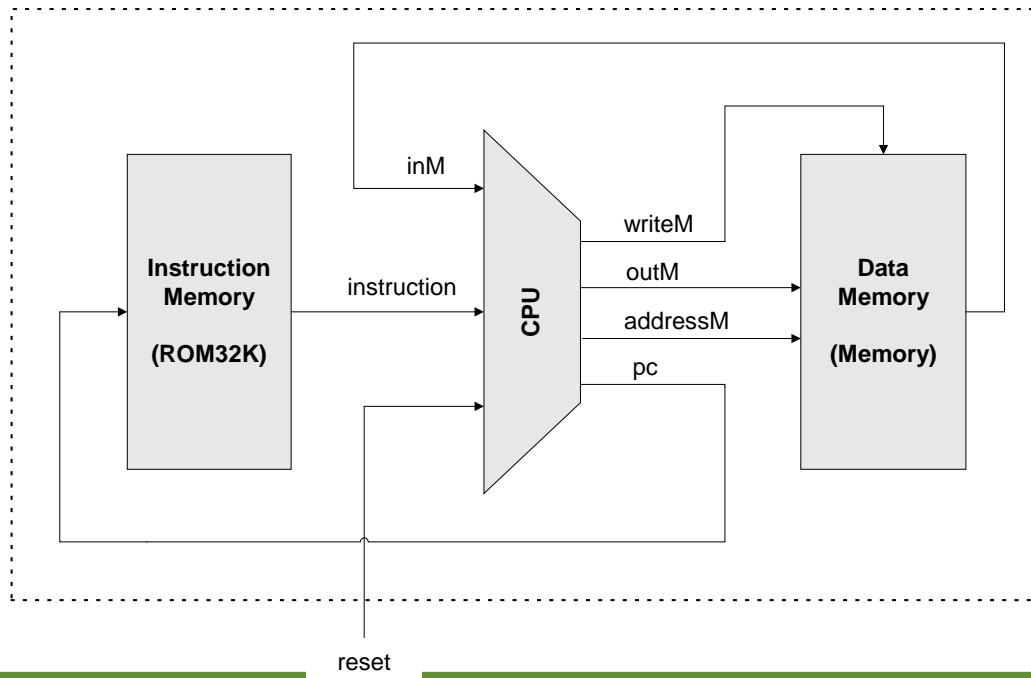 inM
writeM
Instruction
Memory
(ROM32K)
instruction
CPU
outM
addressM
pc
Data
Memory
(Memory)
reset